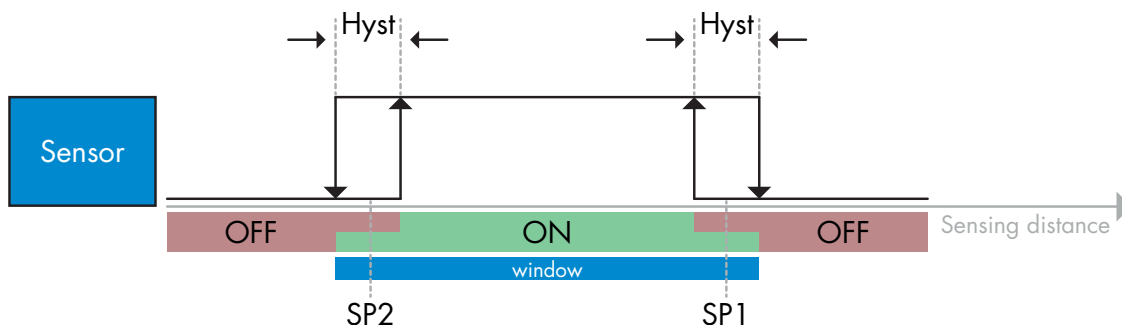 Hyst
Hyst
Sensor
OFF
ON
OFF
Sensing distance
window
SP2
SP1